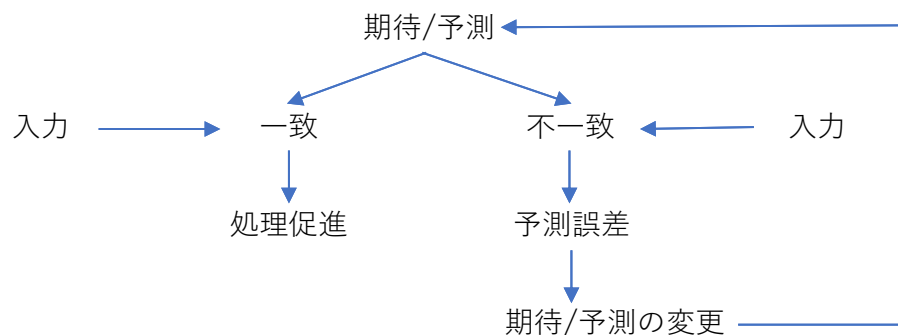 期待/予測
入力
一致
不一致
入力
処理促進
予測誤差
期待/予測の変更